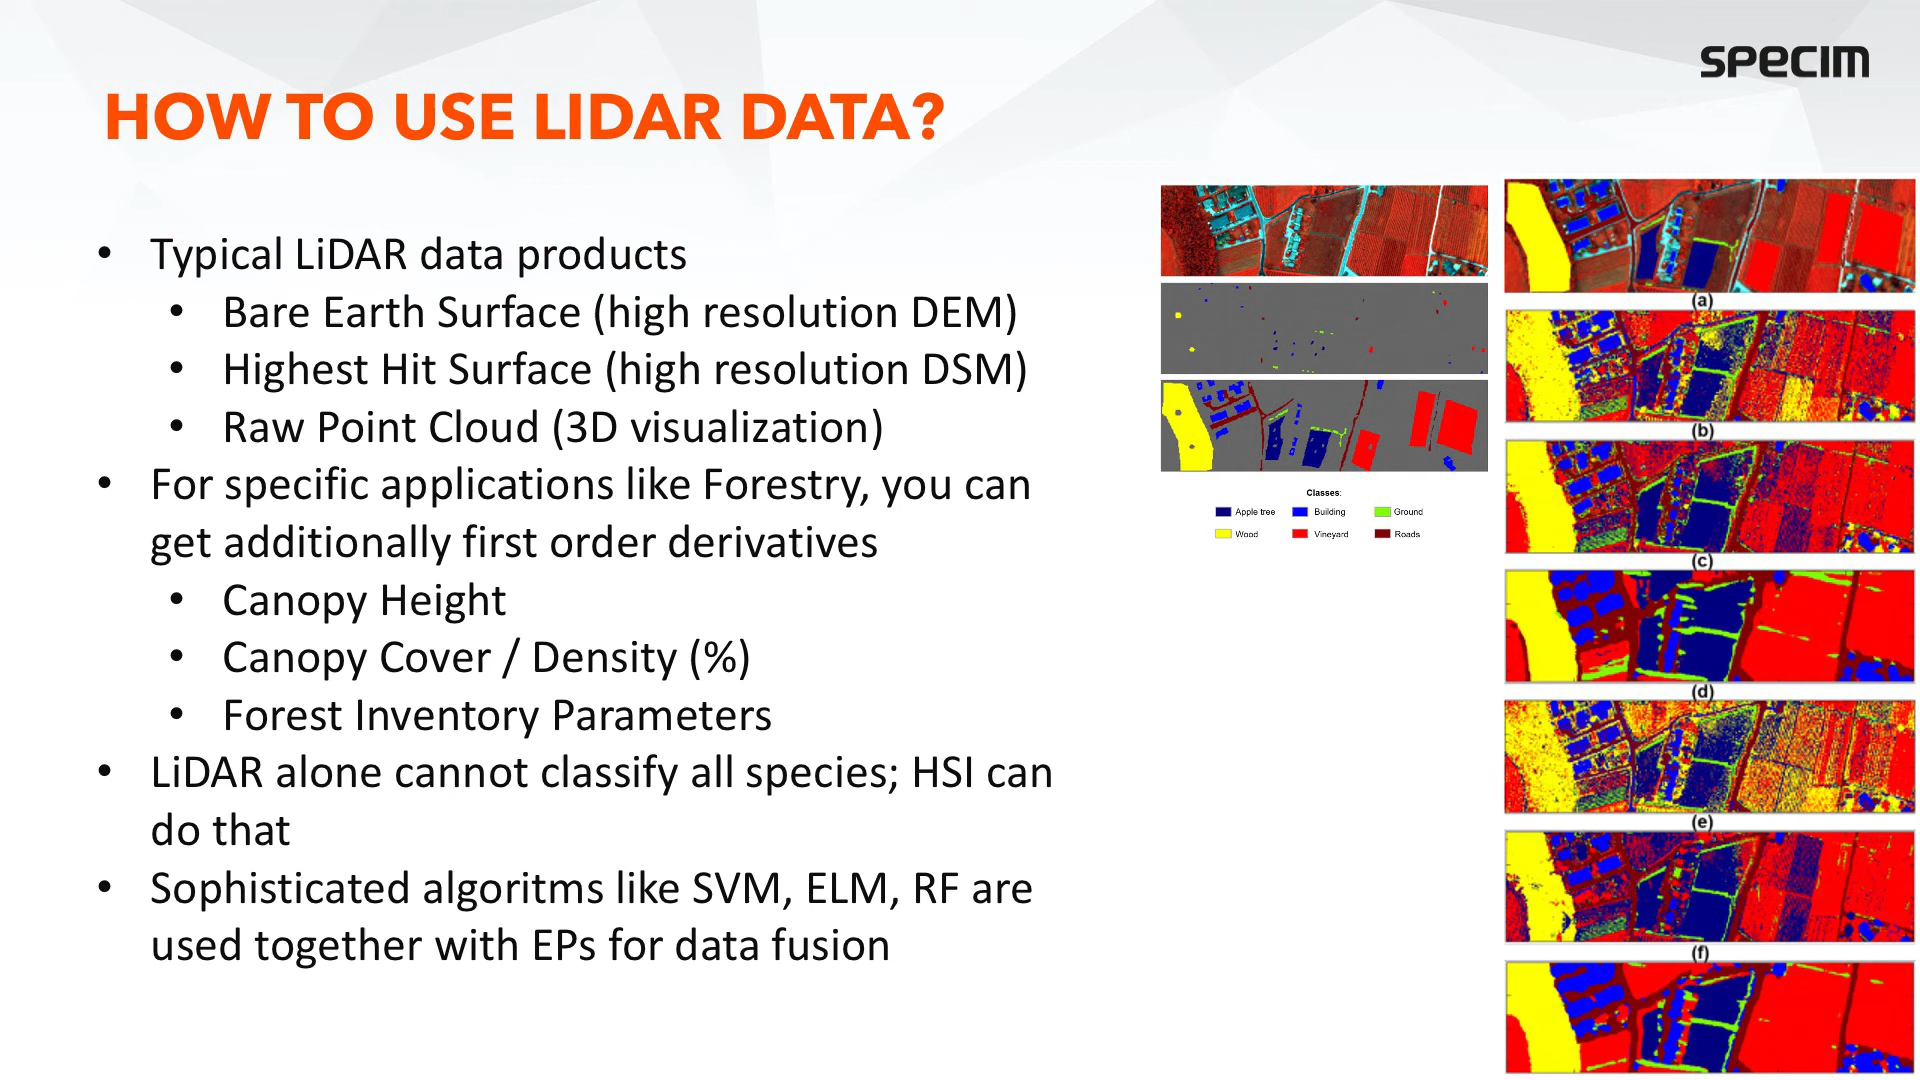 SPECIM
HOW TO USE LIDAR DATA?
• Typical LiDAR data products
• Bare Earth Surface (high resolution DEM)
• Highest Hit Surface (high resolution DSM)
• Raw Point Cloud (3D visualization)
• For specific applications like Forestry, you can
get additionally first order derivatives
• Canopy Height
• Canopy Cover / Density (%)
• Forest Inventory Parameters
• LiDAR alone cannot classify all species; HSI can
do that
• Sophisticated algoritms like SVM, ELM, RF are
used together with EPs for data fusion
Classes:
Apple tree Building Ground
Wood Vineyard Roads
(a)
(b)
(c)
(d)
(e)
(f)